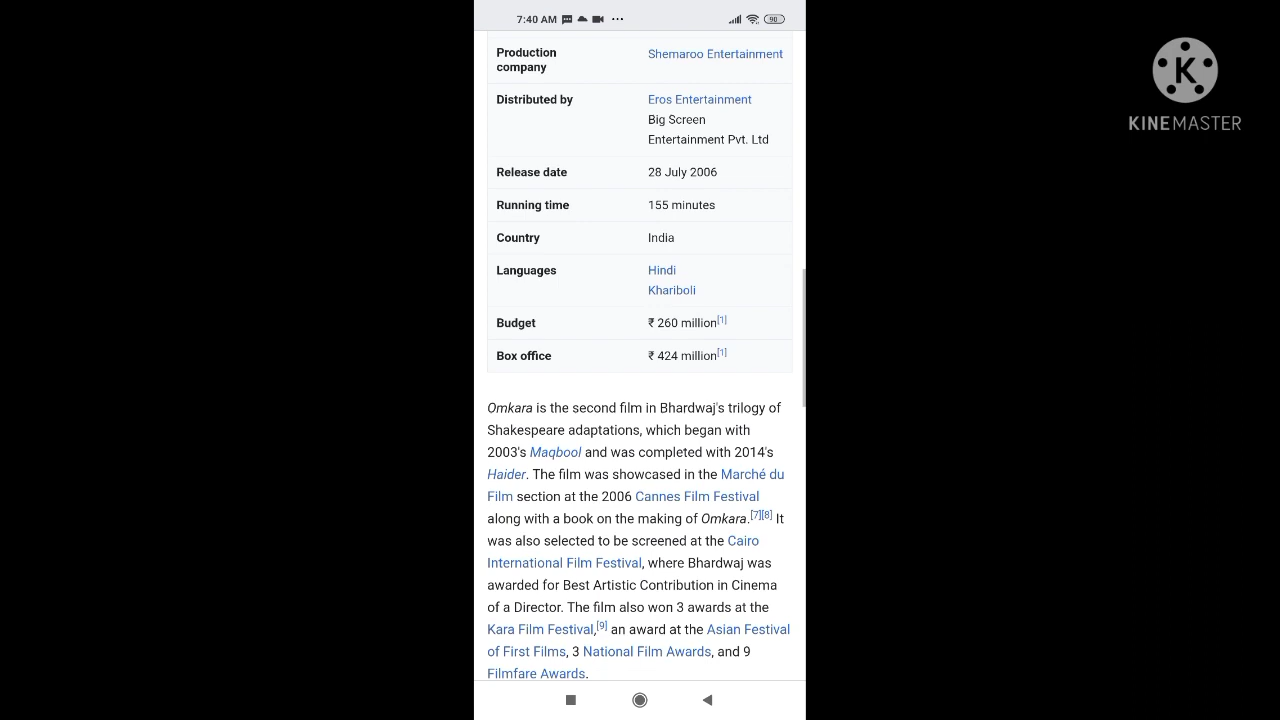 7:40 AM
90
Production
company
Shemaroo Entertainment
Distributed by
Eros Entertainment
Big Screen
Entertainment Pvt. Ltd
Release date
28 July 2006
Running time
155 minutes
Country
India
Languages
Hindi
Khariboli
Budget
₹ 260 million[1]
Box office
₹ 424 million[1]
Omkara is the second film in Bhardwaj's trilogy of
Shakespeare adaptations, which began with
2003's Maqbool and was completed with 2014's
Haider. The film was showcased in the Marché du
Film section at the 2006 Cannes Film Festival
along with a book on the making of Omkara.[7][8] It
was also selected to be screened at the Cairo
International Film Festival, where Bhardwaj was
awarded for Best Artistic Contribution in Cinema
of a Director. The film also won 3 awards at the
Kara Film Festival,[9] an award at the Asian Festival
of First Films, 3 National Film Awards, and 9
Filmfare Awards.
K
KINEMASTER